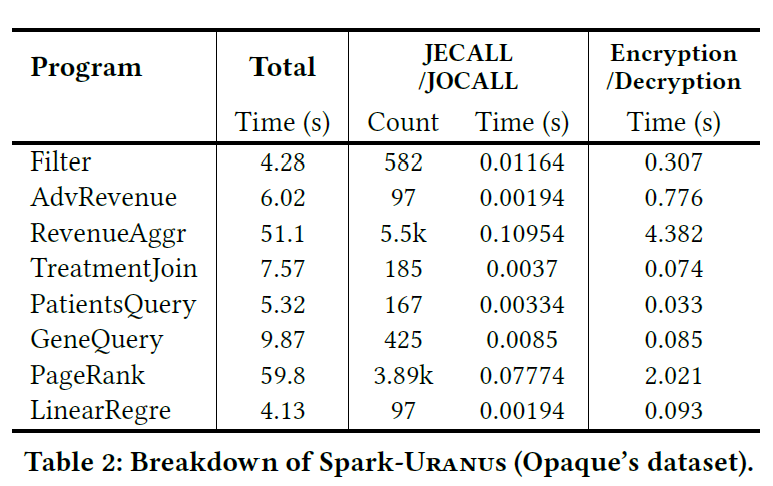 Program Total JECALL /JOCALL Encryption /Decryption
Time (s) Count Time (s) Time (s)
Filter 4.28 582 0.01164 0.307
AdvRevenue 6.02 97 0.00194 0.776
RevenueAggr 51.1 5.5k 0.10954 4.382
TreatmentJoin 7.57 185 0.0037 0.074
PatientsQuery 5.32 167 0.00334 0.033
GeneQuery 9.87 425 0.0085 0.085
PageRank 59.8 3.89k 0.07774 2.021
LinearRegre 4.13 97 0.00194 0.093
Table 2: Breakdown of Spark-URANUS (Opaque's dataset).